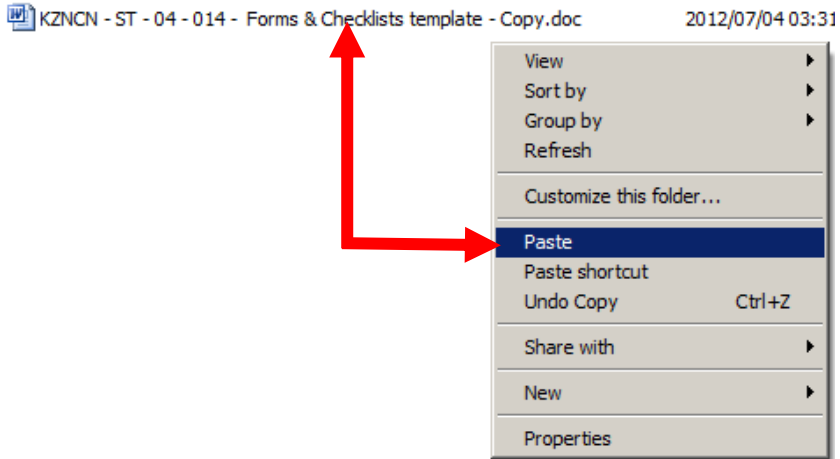 KZNCN - ST - 04 - 014 - Forms & Checklists template - Copy.doc 2012/07/04 03:31
View
Sort by
Group by
Refresh
Customize this folder...
Paste
Paste shortcut
Undo Copy Ctrl+Z
Share with
New
Properties